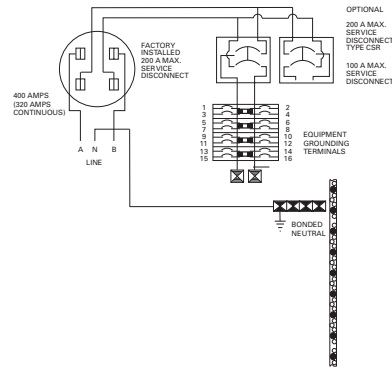 OPTIONAL
200 A MAX.
SERVICE
DISCONNECT
TYPE CSR
100 A MAX.
SERVICE
DISCONNECT
FACTORY
INSTALLED
200 A MAX.
SERVICE
DISCONNECT
400 AMPS
(320 AMPS
CONTINUOUS)
A N B
LINE
1 2
3 4
5 6
7 8
9 10
11 12
13 14
15 16
EQUIPMENT
GROUNDING
TERMINALS
BONDED
NEUTRAL